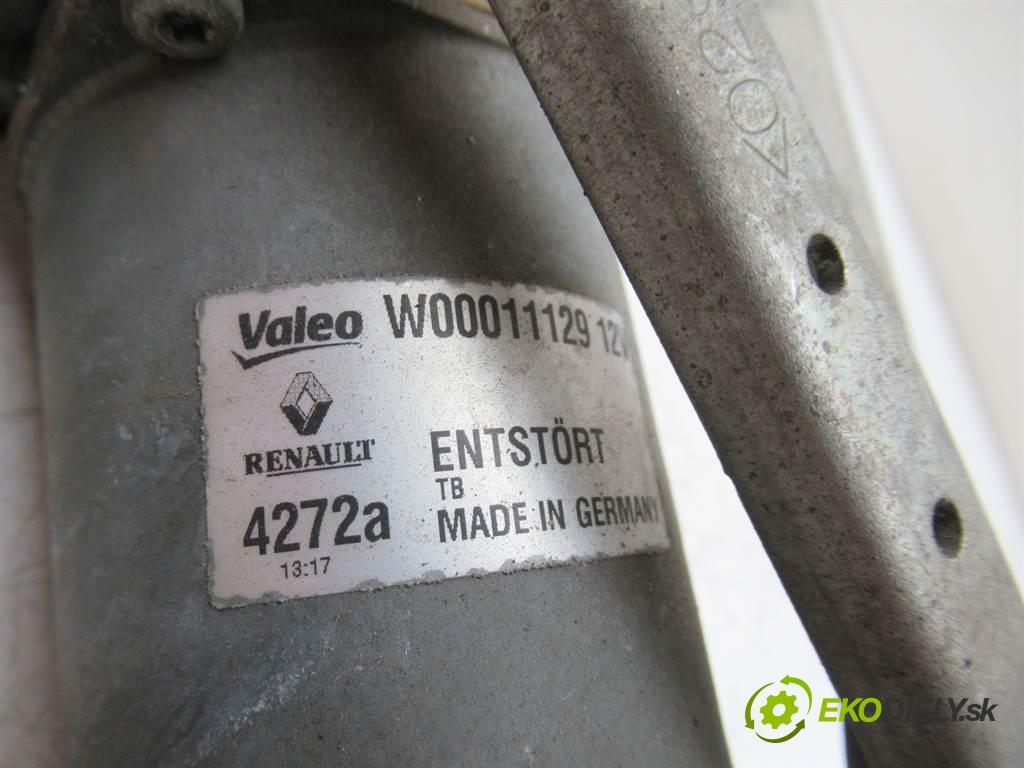 Valeo W00011129 12V
RENAULT
ENTSTÖRT
TB
4272a
MADE IN GERMANY
13:17
EKODIELY.sk